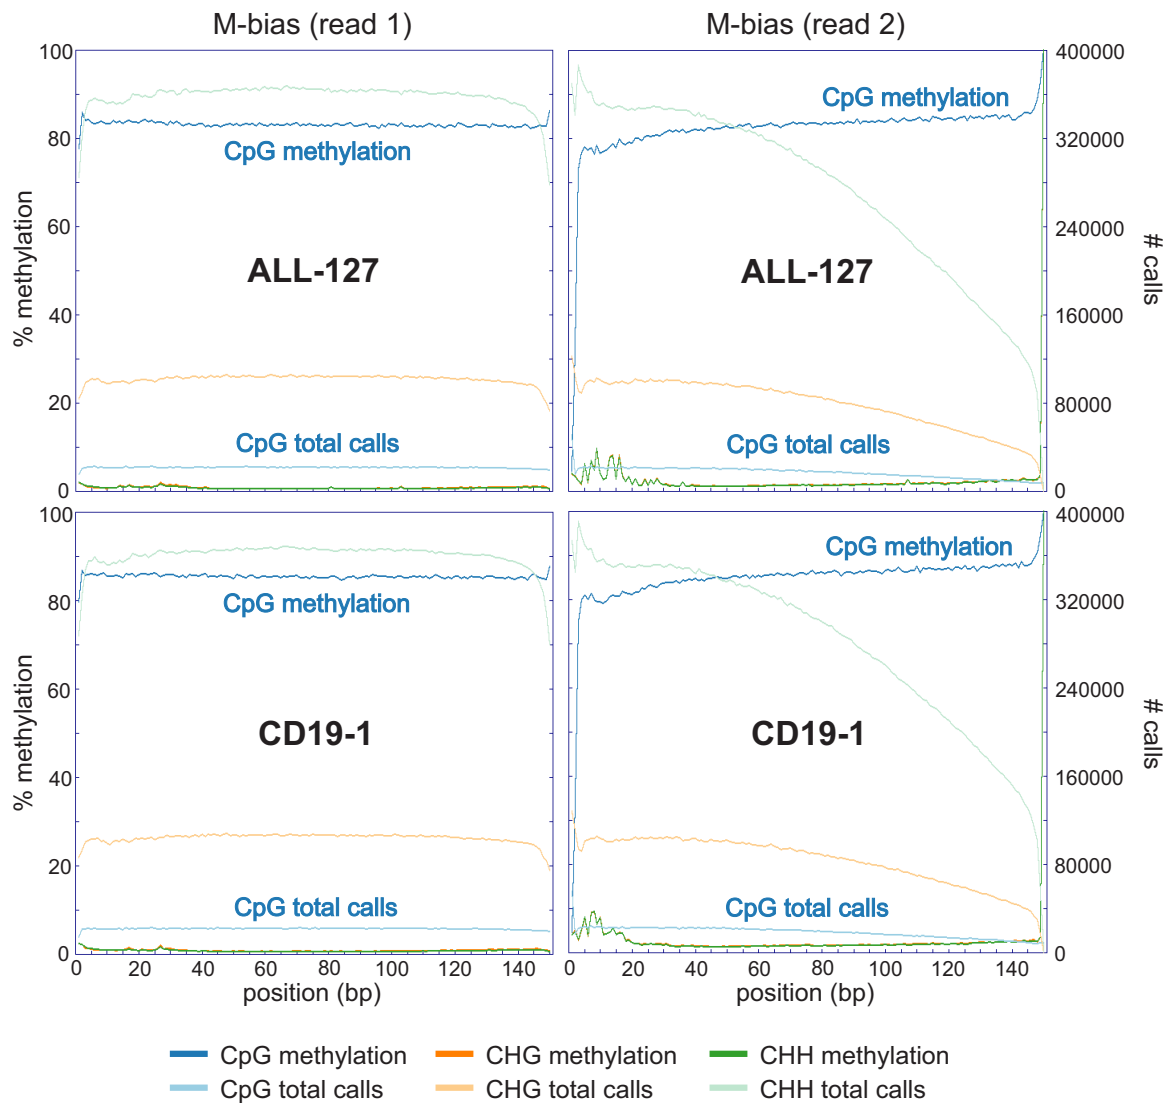 M-bias (read 1)
M-bias (read 2)
100
80
60
40
20
0
% methylation
CpG methylation
ALL-127
CpG total calls
CpG methylation
ALL-127
CpG total calls
400000
320000
240000
160000
80000
0
# calls
100
80
60
40
20
0
% methylation
CpG methylation
CD19-1
CpG total calls
CpG methylation
CD19-1
CpG total calls
400000
320000
240000
160000
80000
0
# calls
0 20 40 60 80 100 120 140
0 20 40 60 80 100 120 140
position (bp)
position (bp)
CpG methylation
CHG methylation
CHH methylation
CpG total calls
CHG total calls
CHH total calls